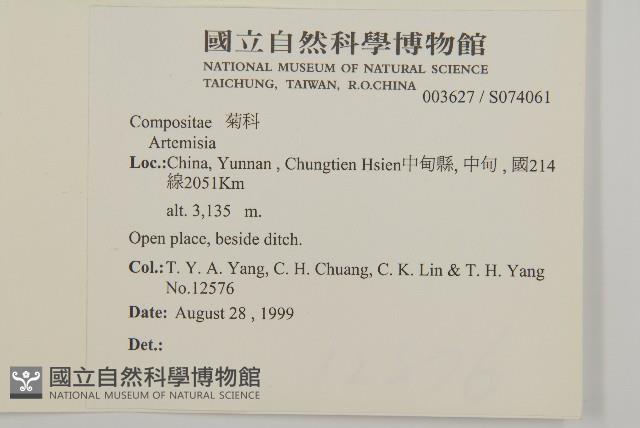 國立自然科學博物館
NATIONAL MUSEUM OF NATURAL SCIENCE
TAICHUNG, TAIWAN, R.O.CHINA
003627 / S074061
Compositae 菊科
Artemisia
Loc.:China, Yunnan , Chungtien Hsien中甸縣, 中甸 , 國214
線2051Km
alt. 3,135 m.
Open place, beside ditch.
Col.: T. Y. A. Yang, C. H. Chuang, C. K. Lin & T. H. Yang
No.12576
Date: August 28 , 1999
Det.:
國立自然科學博物館
NATIONAL MUSEUM OF NATURAL SCIENCE